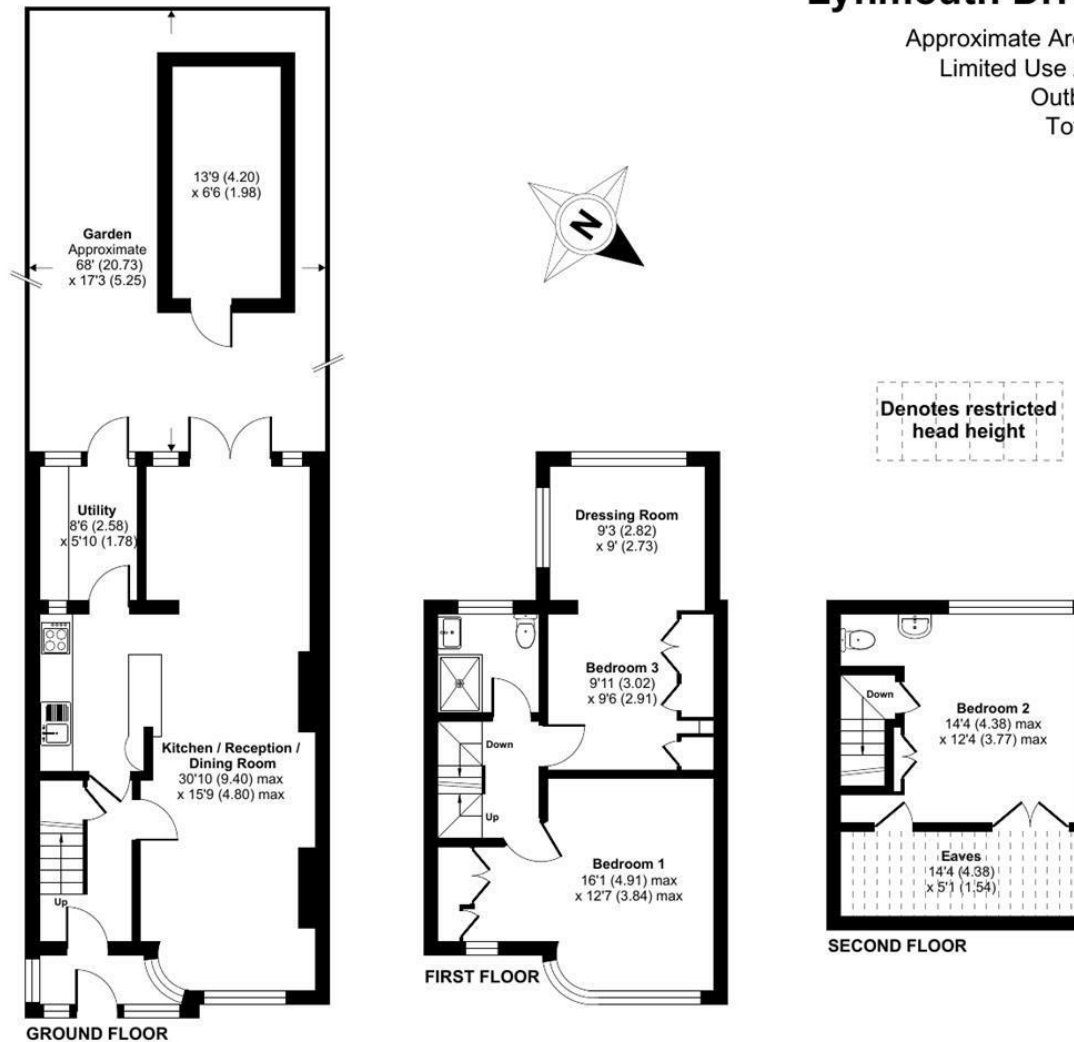 Approximate
Limited Use
13'9 (4.20)
x 6'6 (1.98)
Garden
Approximate
68' (20.73)
x 17'3 (5.25)
N
Denotes restricted
head height
Utility
8'6 (2.58)
x 5'10 (1.78)
Dressing Room
9'3 (2.82)
x 9' (2.73)
Bedroom 3
9'11 (3.02)
x 9'6 (2.91)
Down
Up
Kitchen / Reception /
Dining Room
30'10 (9.40) max
x 15'9 (4.80) max
Up
Bedroom 1
16'1 (4.91) max
x 12'7 (3.84) max
Down
Bedroom 2
14'4 (4.38) max
x 12'4 (3.77) max
Eaves
14'4 (4.38)
x 5'1 (1.54)
GROUND FLOOR
FIRST FLOOR
SECOND FLOOR